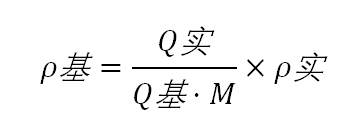 ρ基 = Q实 / Q基 · M × ρ实